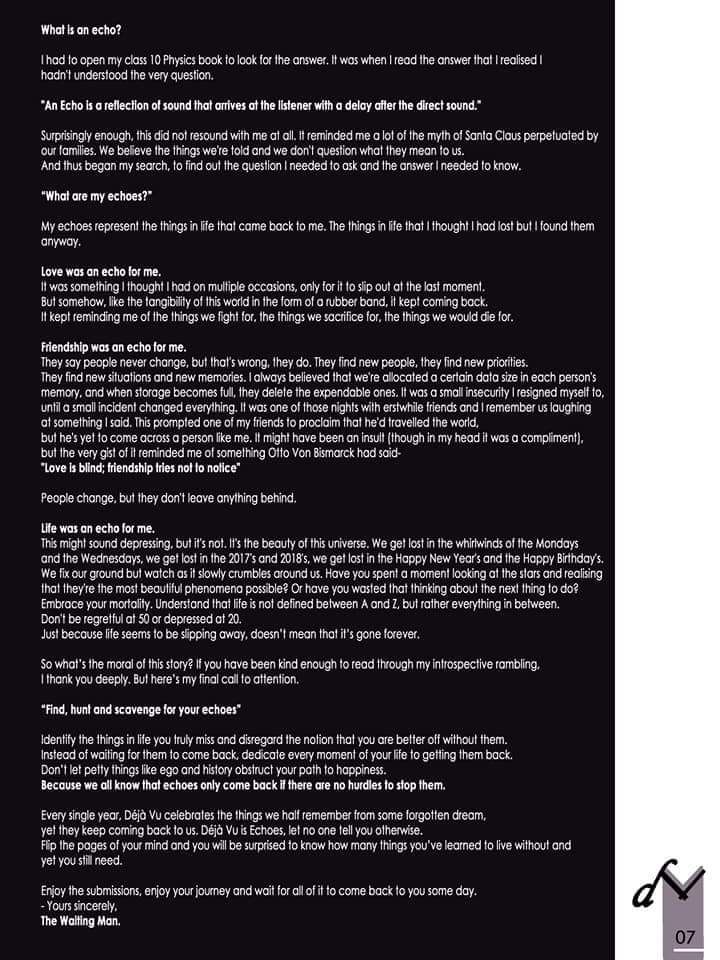 What is an echo?
I had to open my class 10 Physics book to look for the answer. It was when I read the answer that I realised I
hadn't understood the very question.
"An Echo is a reflection of sound that arrives at the listener with a delay after the direct sound."
Surprisingly enough, this did not resound with me at all. It reminded me a lot of the myth of Santa Claus perpetuated by
our families. We believe the things we're told and we don't question what they mean to us.
And thus began my search, to find out the question I needed to ask and the answer I needed to know.
"What are my echoes?"
My echoes represent the things in life that came back to me. The things in life that I thought I had lost but I found them
anyway.
Love was an echo for me.
It was something I thought I had on multiple occasions, only for it to slip out at the last moment.
But somehow, like the tangibility of this world in the form of a rubber band, it kept coming back.
It kept reminding me of the things we fight for, the things we sacrifice for, the things we would die for.
Friendship was an echo for me.
They say people never change, but that's wrong, they do. They find new people, they find new priorities.
They find new situations and new memories. I always believed that we're allocated a certain data size in each person's
memory, and when storage becomes full, they delete the expendable ones. It was a small insecurity I resigned myself to,
until a small incident changed everything. It was one of those nights with erstwhile friends and I remember us laughing
at something I said. This prompted one of my friends to proclaim that he'd travelled the world,
but he's yet to come across a person like me. It might have been an insult (though in my head it was a compliment),
but the very gist of it reminded me of something Otto Von Bismarck had said-
"Love is blind; friendship tries not to notice"
People change, but they don't leave anything behind.
Life was an echo for me.
This might sound depressing, but it's not. It's the beauty of this universe. We get lost in the whirlwinds of the Mondays
and the Wednesdays, we get lost in the 2017's and 2018's, we get lost in the Happy New Year's and the Happy Birthday's.
We fix our ground but watch as it slowly crumbles around us. Have you spent a moment looking at the stars and realising
that they're the most beautiful phenomena possible? Or have you wasted that thinking about the next thing to do?
Embrace your mortality. Understand that life is not defined between A and Z, but rather everything in between.
Don't be regretful at 50 or depressed at 20.
Just because life seems to be slipping away, doesn't mean that it's gone forever.
So what's the moral of this story? If you have been kind enough to read through my introspective rambling,
I thank you deeply. But here's my final call to attention.
"Find, hunt and scavenge for your echoes"
Identify the things in life you truly miss and disregard the notion that you are better off without them.
Instead of waiting for them to come back, dedicate every moment of your life to getting them back.
Don't let petty things like ego and history obstruct your path to happiness.
Because we all know that echoes only come back if there are no hurdles to stop them.
Every single year, Déjà Vu celebrates the things we half remember from some forgotten dream,
yet they keep coming back to us. Déjà Vu is Echoes, let no one tell you otherwise.
Flip the pages of your mind and you will be surprised to know how many things you've learned to live without and
yet you still need.
Enjoy the submissions, enjoy your journey and wait for all of it to come back to you some day.
- Yours sincerely,
The Waiting Man.
dv
07